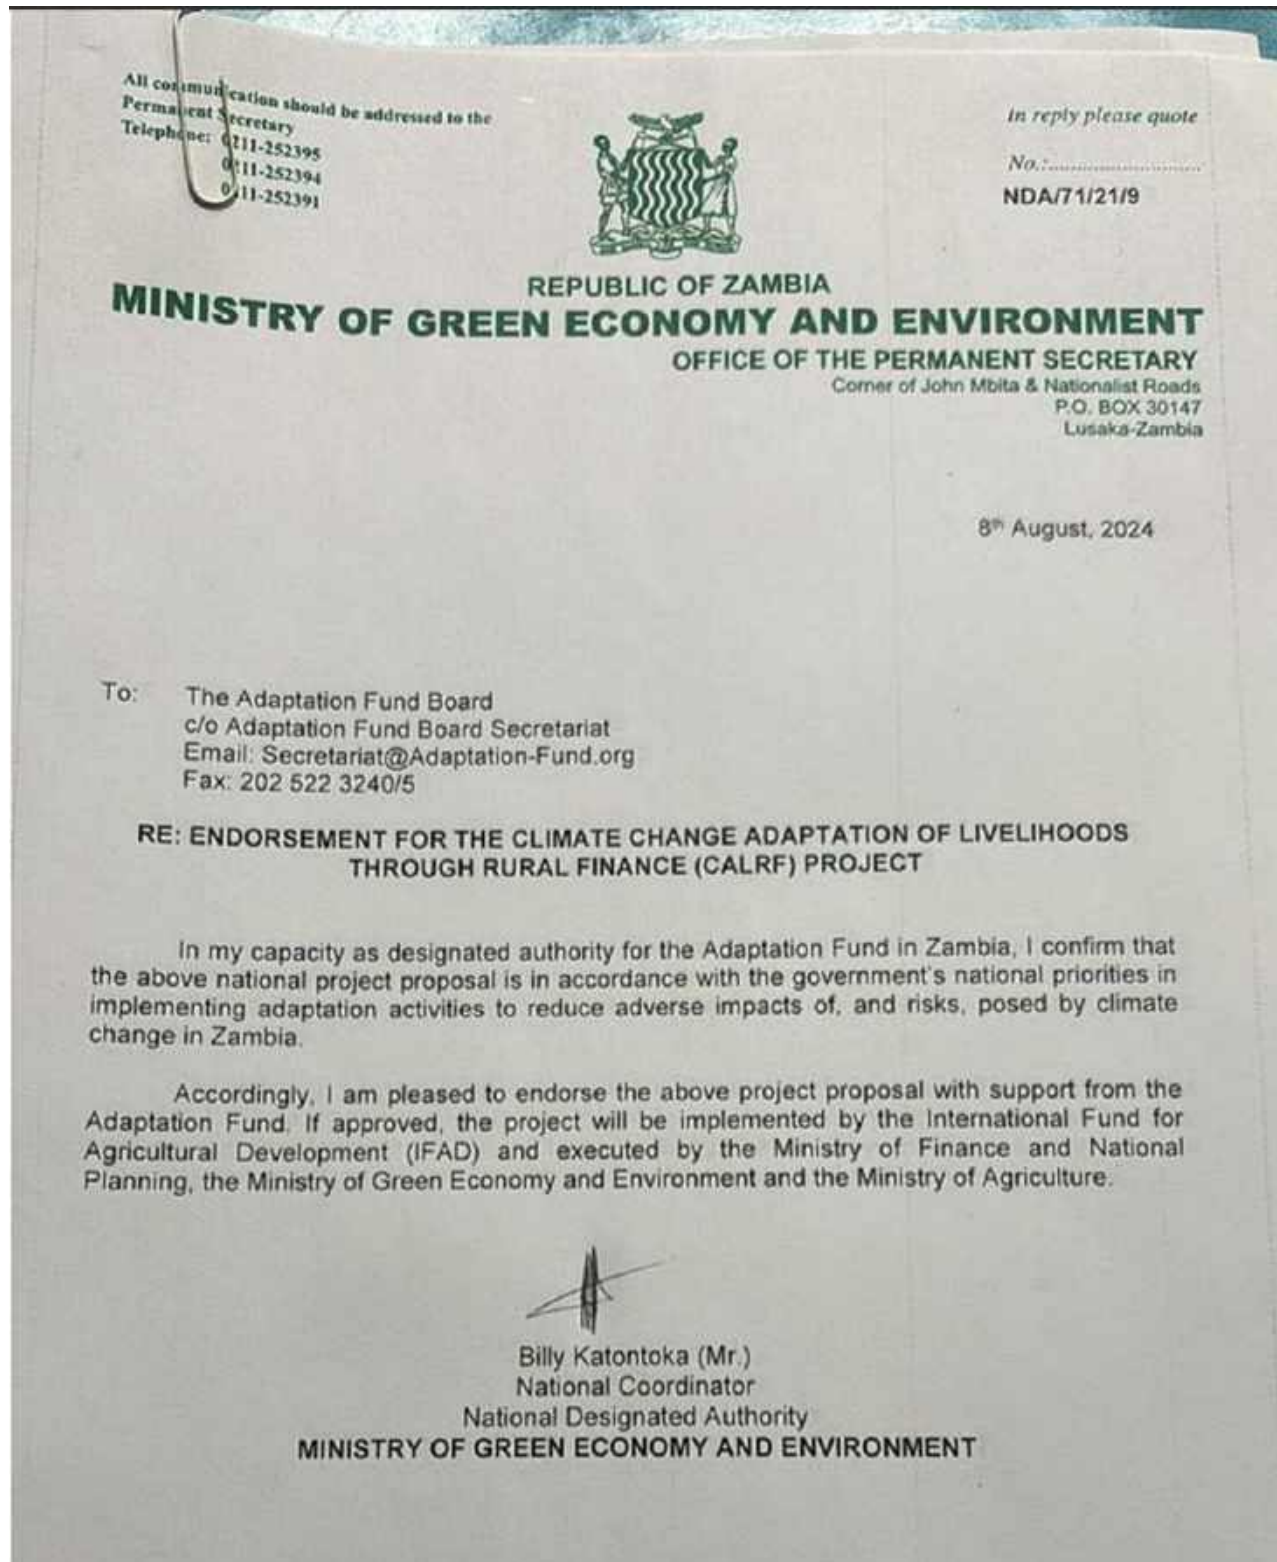 All communication should be addressed to the
Permanent Secretary
Telephone: 0211-252395
0211-252394
0211-252391
In reply please quote
No.:............................
NDA/71/21/9
REPUBLIC OF ZAMBIA
MINISTRY OF GREEN ECONOMY AND ENVIRONMENT
OFFICE OF THE PERMANENT SECRETARY
Corner of John Mbita & Nationalist Roads
P.O. BOX 30147
Lusaka-Zambia
8th August, 2024
To: The Adaptation Fund Board
c/o Adaptation Fund Board Secretariat
Email: Secretariat@Adaptation-Fund.org
Fax: 202 522 3240/5
RE: ENDORSEMENT FOR THE CLIMATE CHANGE ADAPTATION OF LIVELIHOODS
THROUGH RURAL FINANCE (CALRF) PROJECT
In my capacity as designated authority for the Adaptation Fund in Zambia, I confirm that
the above national project proposal is in accordance with the government's national priorities in
implementing adaptation activities to reduce adverse impacts of, and risks, posed by climate
change in Zambia.
Accordingly, I am pleased to endorse the above project proposal with support from the
Adaptation Fund. If approved, the project will be implemented by the International Fund for
Agricultural Development (IFAD) and executed by the Ministry of Finance and National
Planning, the Ministry of Green Economy and Environment and the Ministry of Agriculture.
Billy Katontoka (Mr.)
National Coordinator
National Designated Authority
MINISTRY OF GREEN ECONOMY AND ENVIRONMENT